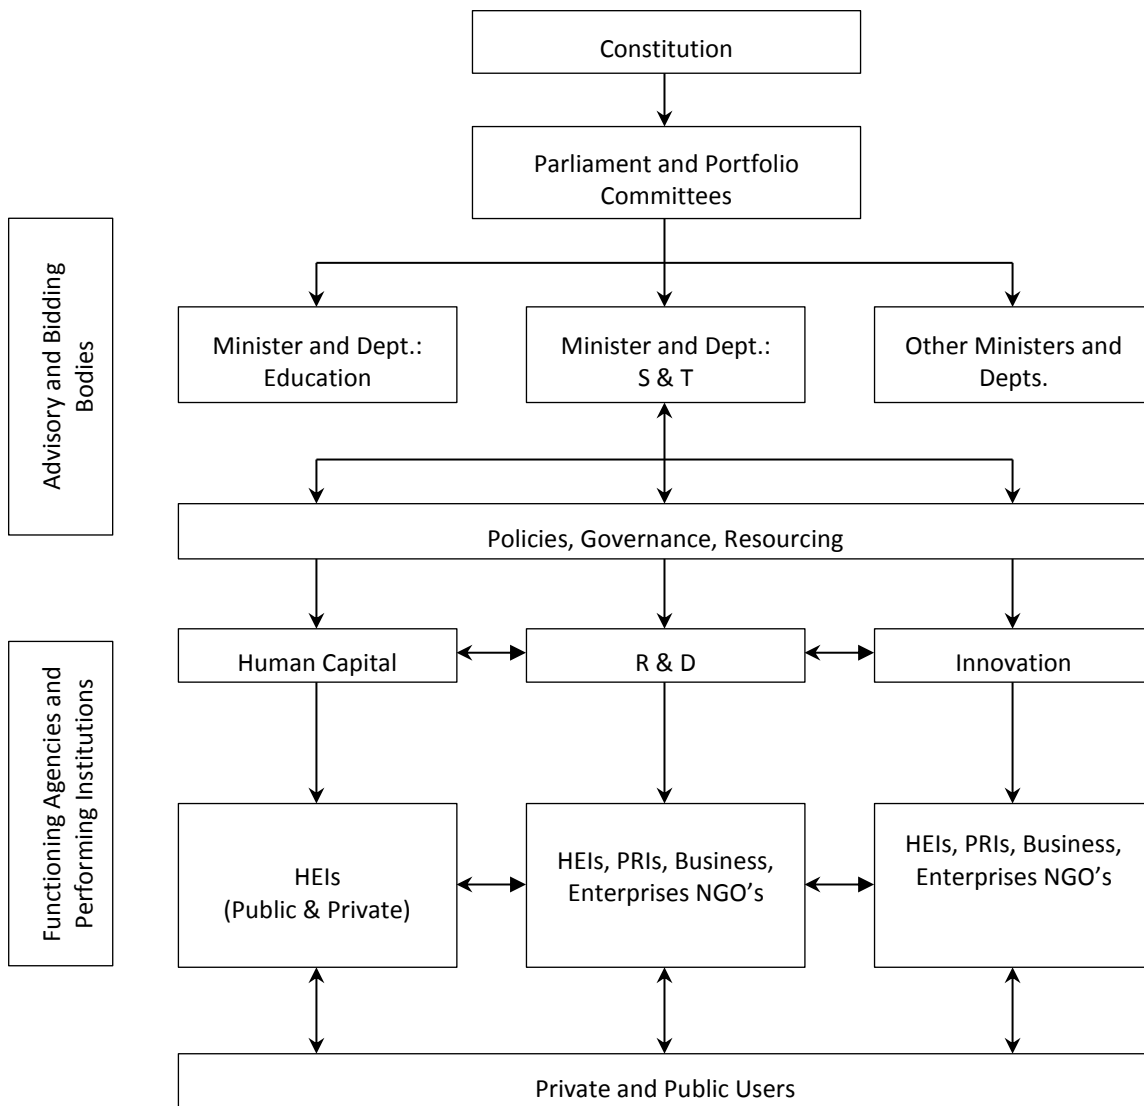 Constitution
Parliament and Portfolio
Committees
Advisory and Bidding
Bodies
Minister and Dept.:
Education
Minister and Dept.:
S & T
Other Ministers and
Depts.
Policies, Governance, Resourcing
Functioning Agencies and
Performing Institutions
Human Capital
R & D
Innovation
HEIs
(Public & Private)
HEIs, PRIs, Business,
Enterprises NGO’s
HEIs, PRIs, Business,
Enterprises NGO’s
Private and Public Users